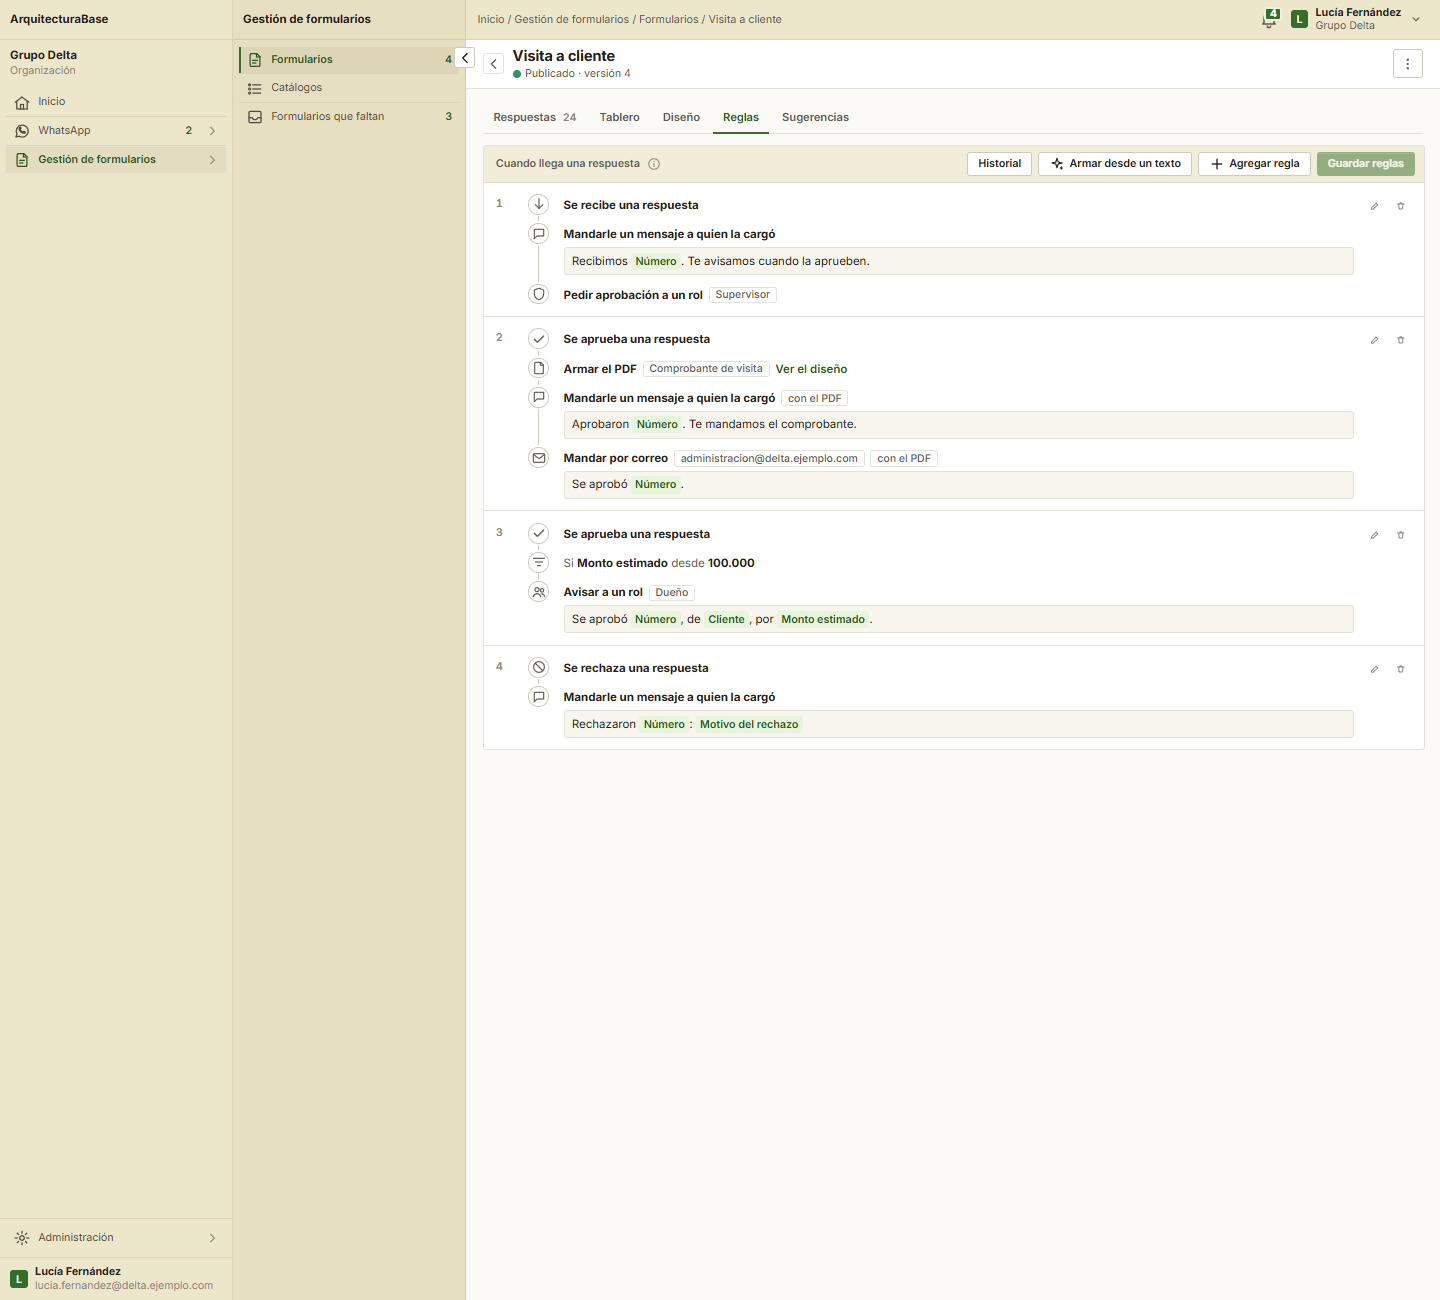 ArquitecturaBase
Grupo Delta
Organización
Inicio
WhatsApp 2
Gestión de formularios
Administración
L Lucía Fernández
lucia.fernandez@delta.ejemplo.com
Gestión de formularios
Formularios 4
Catálogos
Formularios que faltan 3
Inicio / Gestión de formularios / Formularios / Visita a cliente
4
L Lucía Fernández
Grupo Delta
Visita a cliente
Publicado · versión 4
Respuestas 24 Tablero Diseño Reglas Sugerencias
Cuando llega una respuesta Historial Armar desde un texto Agregar regla Guardar reglas
1 Se recibe una respuesta
Mandarle un mensaje a quien la cargó
Recibimos Número . Te avisamos cuando la aprueben.
Pedir aprobación a un rol Supervisor
2 Se aprueba una respuesta
Armar el PDF Comprobante de visita Ver el diseño
Mandarle un mensaje a quien la cargó con el PDF
Aprobaron Número . Te mandamos el comprobante.
Mandar por correo administracion@delta.ejemplo.com con el PDF
Se aprobó Número .
3 Se aprueba una respuesta
Si Monto estimado desde 100.000
Avisar a un rol Dueño
Se aprobó Número , de Cliente , por Monto estimado .
4 Se rechaza una respuesta
Mandarle un mensaje a quien la cargó
Rechazaron Número : Motivo del rechazo